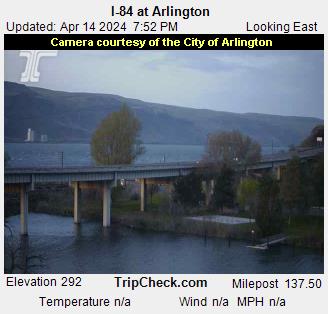 I-84 at Arlington
Updated: Apr 14 2024 7:52 PM Looking East
Camera courtesy of the City of Arlington
Elevation 292 TripCheck.com Milepost 137.50
Temperature n/a Wind n/a MPH n/a